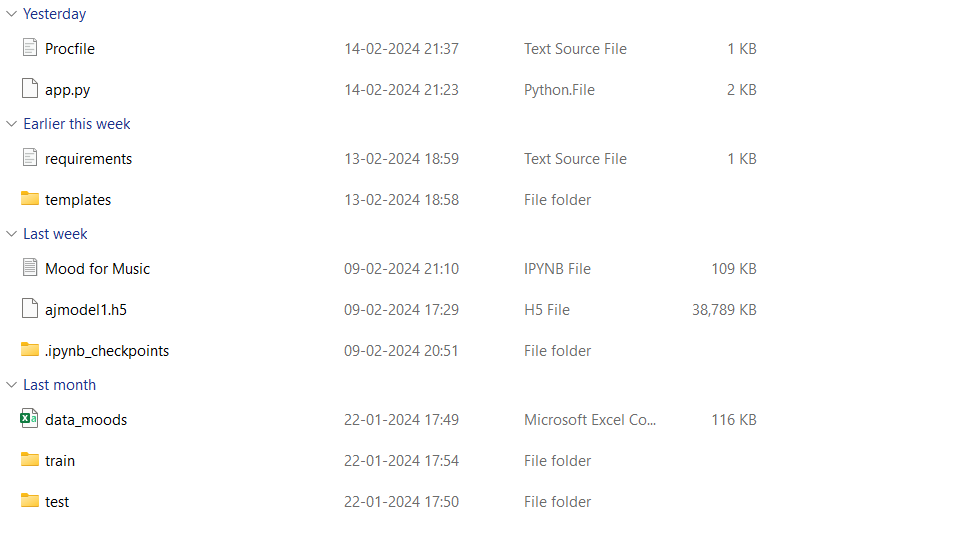 Yesterday
Procfile 14-02-2024 21:37 Text Source File 1 KB
app.py 14-02-2024 21:23 Python.File 2 KB
Earlier this week
requirements 13-02-2024 18:59 Text Source File 1 KB
templates 13-02-2024 18:58 File folder
Last week
Mood for Music 09-02-2024 21:10 IPYNB File 109 KB
ajmodel1.h5 09-02-2024 17:29 H5 File 38,789 KB
.ipynb_checkpoints 09-02-2024 20:51 File folder
Last month
data_moods 22-01-2024 17:49 Microsoft Excel Co... 116 KB
train 22-01-2024 17:54 File folder
test 22-01-2024 17:50 File folder